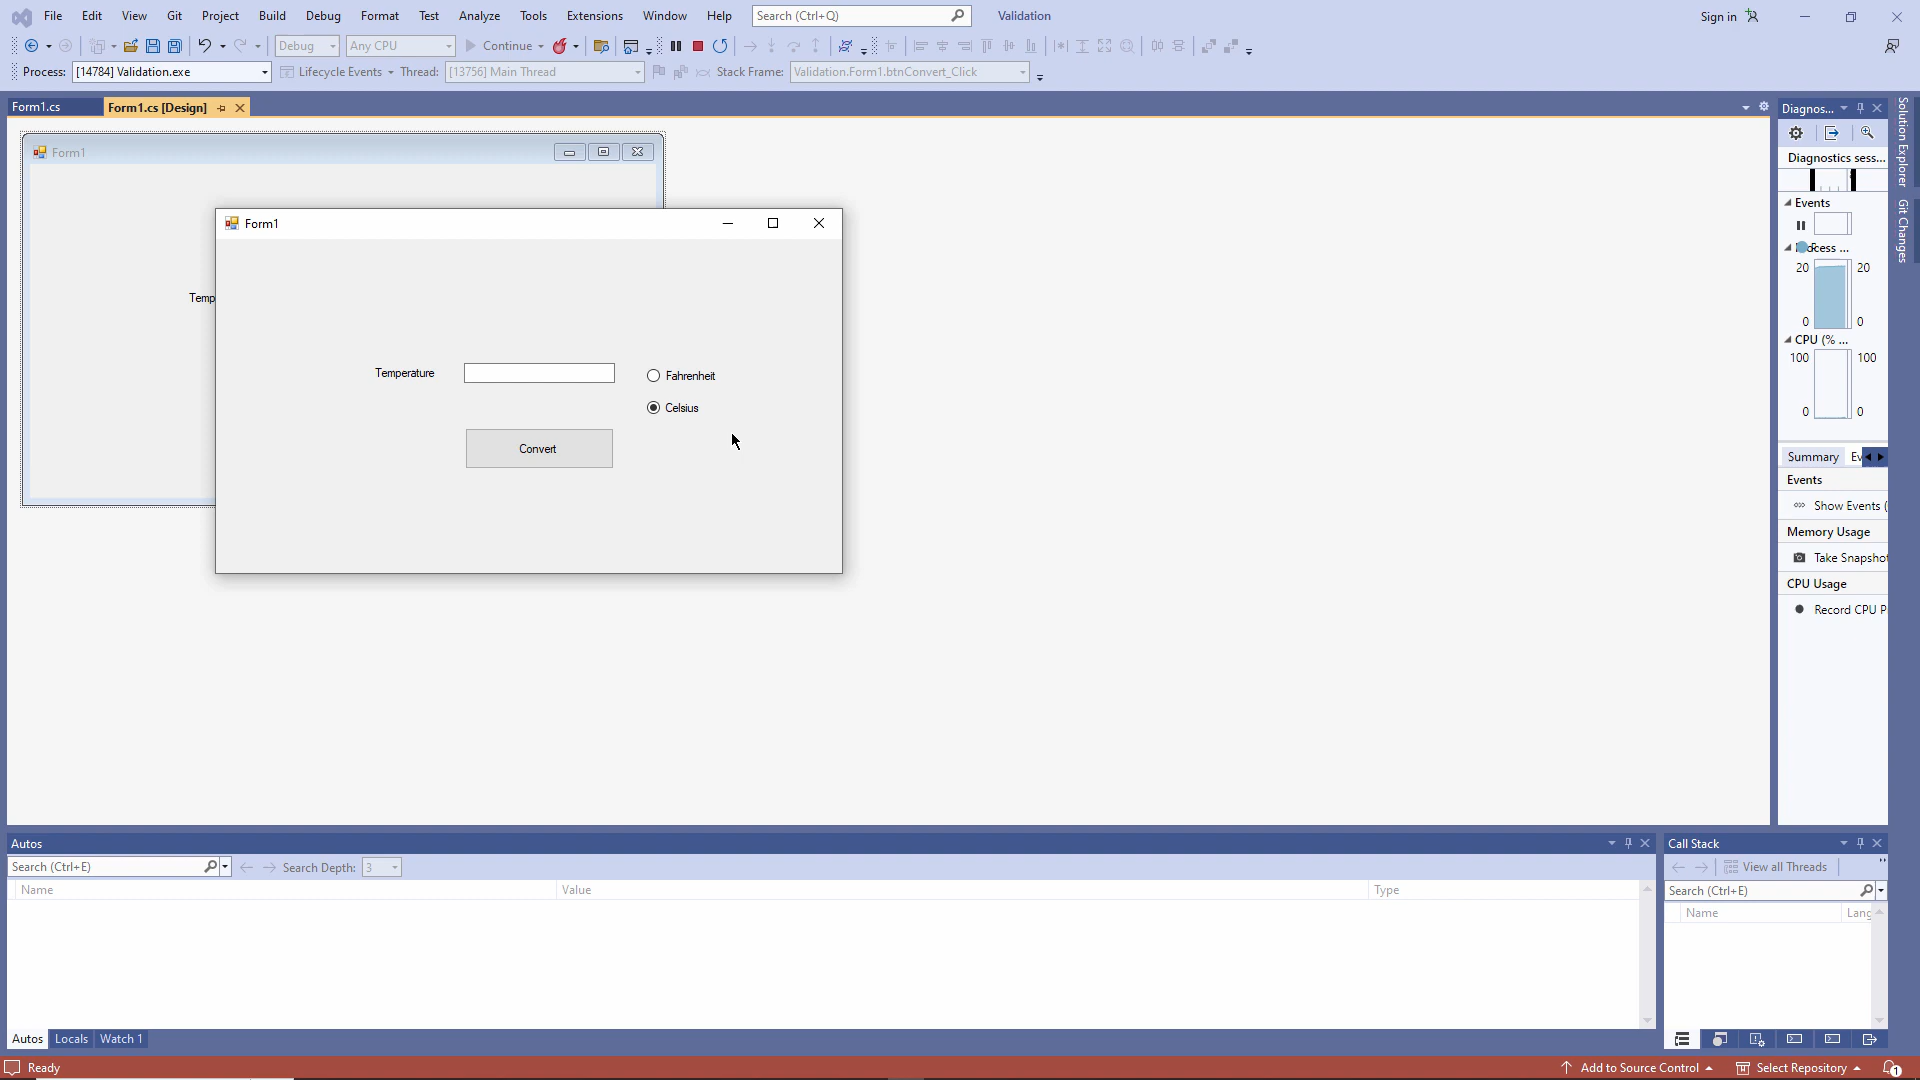 File Edit View Git Project Build Debug Format Test Analyze Tools Extensions Window Help Search (Ctrl+Q) Validation Sign in
Debug Any CPU Continue
Process: [14784] Validation.exe Lifecycle Events Thread: [13756] Main Thread Stack Frame: Validation.Form1.btnConvert_Click
Form1.cs Form1.cs [Design] Diagnos...
Form1
Temp
Form1
Temperature
Fahrenheit
Celsius
Convert
Diagnostics sess...
Events
Process ...
20 20
0 0
CPU (% ...
100 100
0 0
Summary Ev
Events
Show Events (
Memory Usage
Take Snapshot
CPU Usage
Record CPU P
Solution Explorer
Git Changes
Autos
Search (Ctrl+E) Search Depth: 3
Name Value Type
Autos Locals Watch 1
Call Stack
View all Threads
Search (Ctrl+E)
Name Lang
Ready Add to Source Control Select Repository 1